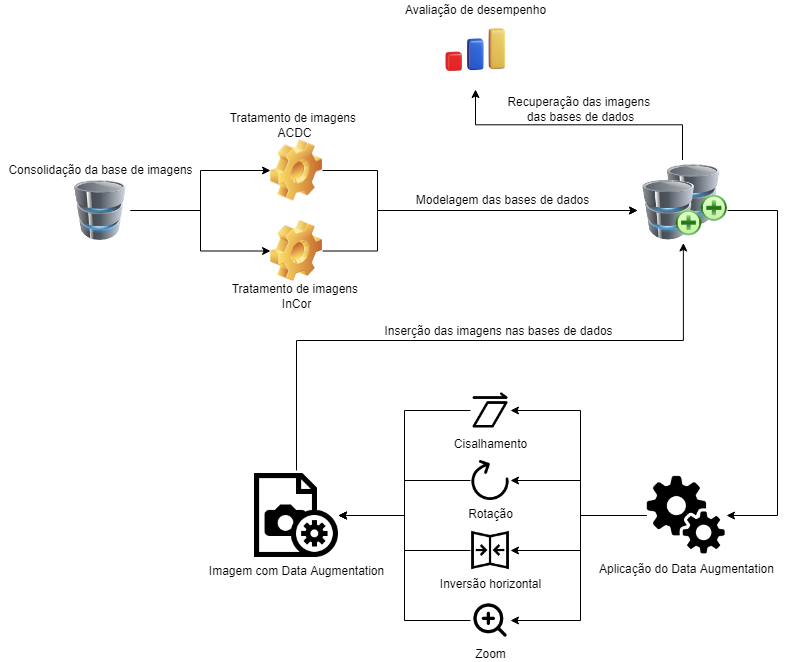 Avaliação de desempenho
Recuperação das imagens
das bases de dados
Tratamento de imagens
ACDC
Consolidação da base de imagens
Modelagem das bases de dados
Tratamento de imagens
InCor
Inserção das imagens nas bases de dados
Cisalhamento
Rotação
Inversão horizontal
Zoom
Aplicação do Data Augmentation
Imagem com Data Augmentation